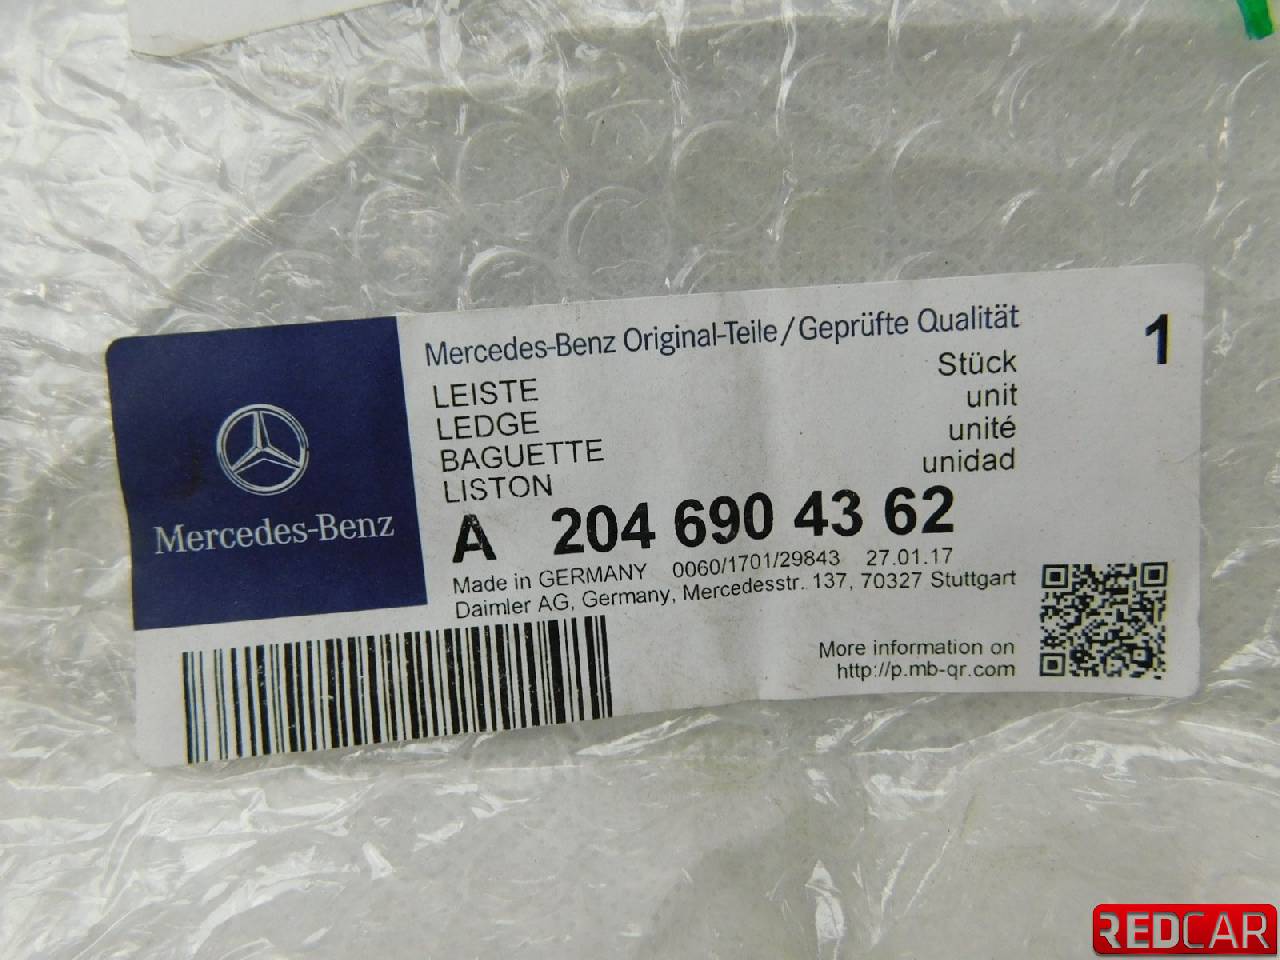 Mercedes-Benz Original-Teile/Geprüfte Qualität
1
LEISTE
LEDGE
BAGUETTE
LISTON
Stück
unit
unité
unidad
A 204 690 43 62
Made in GERMANY 0060/1701/29843 27.01.17
Daimler AG, Germany, Mercedesstr. 137, 70327 Stuttgart
Mercedes-Benz
More information on
http://p.mb-qr.com
REDCAR